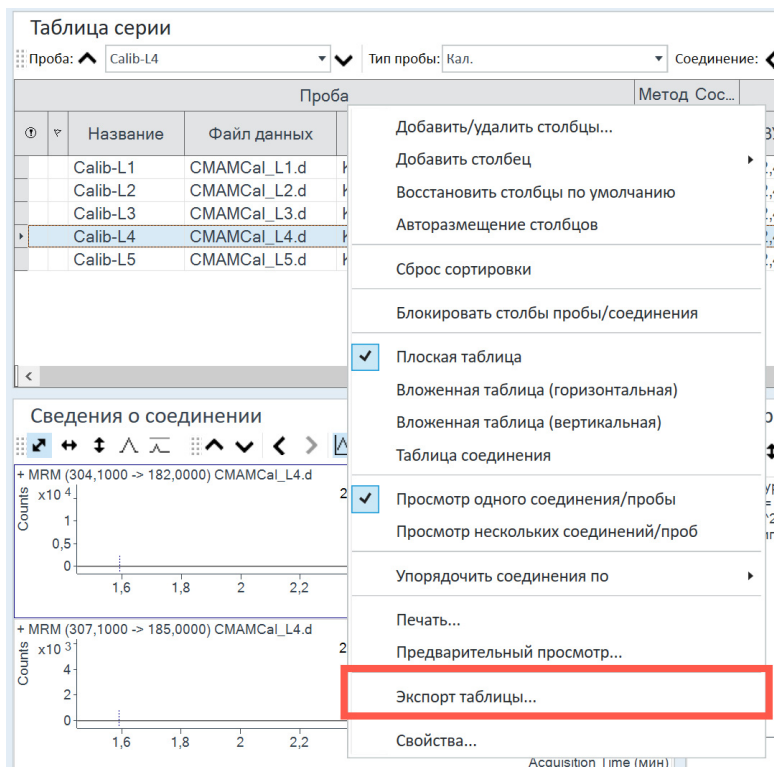 Таблица серии
Проба: Calib-L4 Тип пробы: Кал. Соединение:
Проба Метод Сос...
Название Файл данных
Calib-L1 CMAMCal_L1.d
Calib-L2 CMAMCal_L2.d
Calib-L3 CMAMCal_L3.d
Calib-L4 CMAMCal_L4.d
Calib-L5 CMAMCal_L5.d
Добавить/удалить столбцы...
Добавить столбец
Восстановить столбцы по умолчанию
Авторазмещение столбцов
Сброс сортировки
Блокировать столбы пробы/соединения
Плоская таблица
Вложенная таблица (горизонтальная)
Вложенная таблица (вертикальная)
Таблица соединения
Просмотр одного соединения/пробы
Просмотр нескольких соединений/проб
Упорядочить соединения по
Печать...
Предварительный просмотр...
Экспорт таблицы...
Свойства...
Сведения о соединении
+ MRM (304,1000 -> 182,0000) CMAMCal_L4.d
Counts
x10 4
2
1
0,5
0
1,6 1,8 2 2,2
+ MRM (307,1000 -> 185,0000) CMAMCal_L4.d
Counts
x10 3
2
4
2
0
1,6 1,8 2 2,2
Acquisition Time (мин)